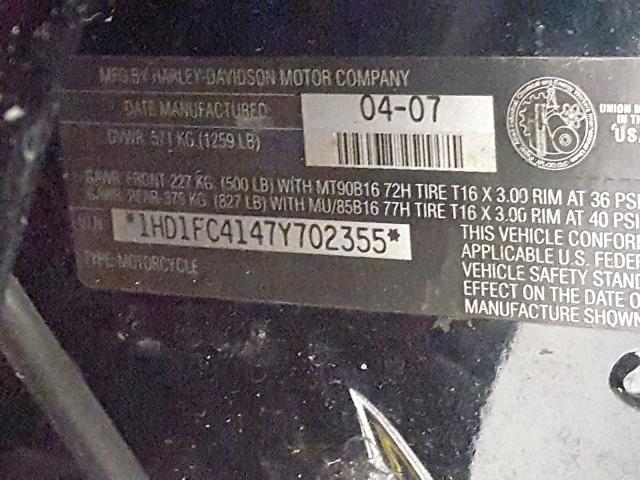 MFG BY HARLEY-DAVIDSON MOTOR COMPANY
DATE MANUFACTURED 04-07
GVWR: 571 KG. (1259 LB)
GAWR: FRONT: 227 KG. (500 LB) WITH MT90B16 72H TIRE T16 X 3.00 RIM AT 36 PSI
GAWR: REAR: 375 KG. (827 LB) WITH MU/85B16 77H TIRE T16 X 3.00 RIM AT 40 PSI
VIN *1HD1FC4147Y702355*
TYPE: MOTORCYCLE
THIS VEHICLE CONFOR
APPLICABLE U.S. FEDER
VEHICLE SAFETY STAND
EFFECT ON THE DATE O
MANUFACTURE SHOWN
UNION
IN TH
USA